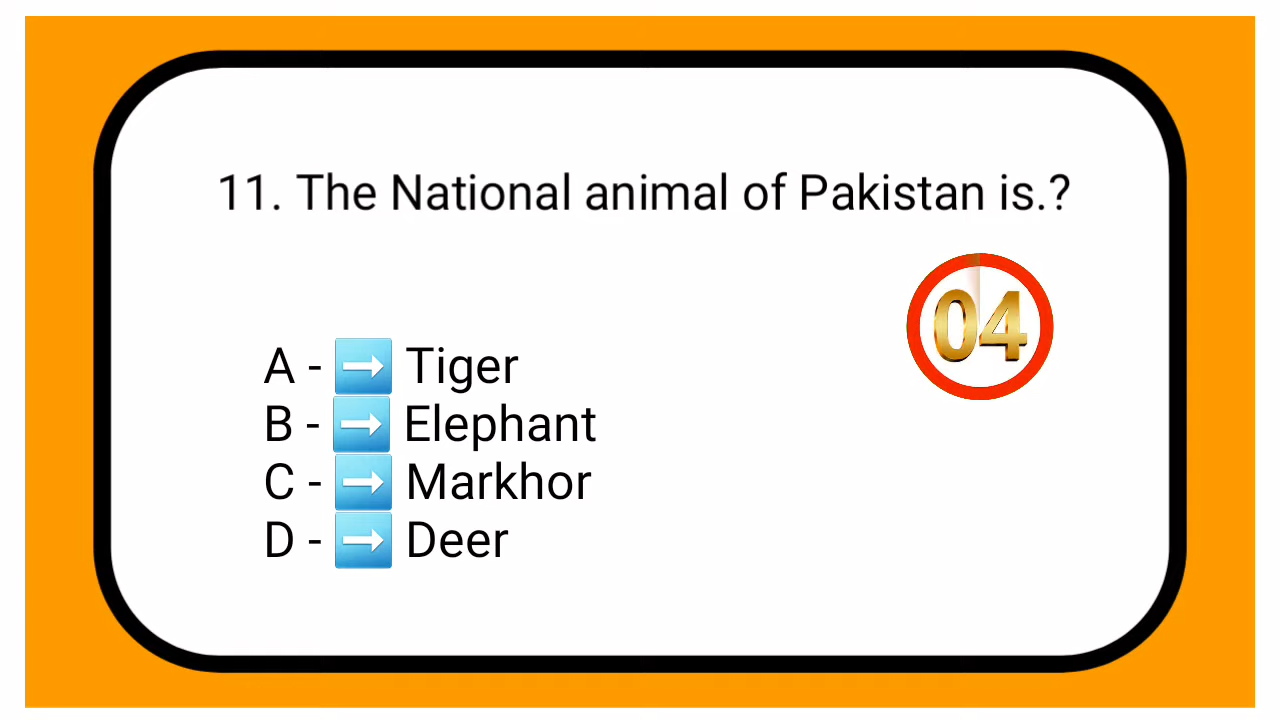 11. The National animal of Pakistan is.?
04
A - ➡️ Tiger
B - ➡️ Elephant
C - ➡️ Markhor
D - ➡️ Deer